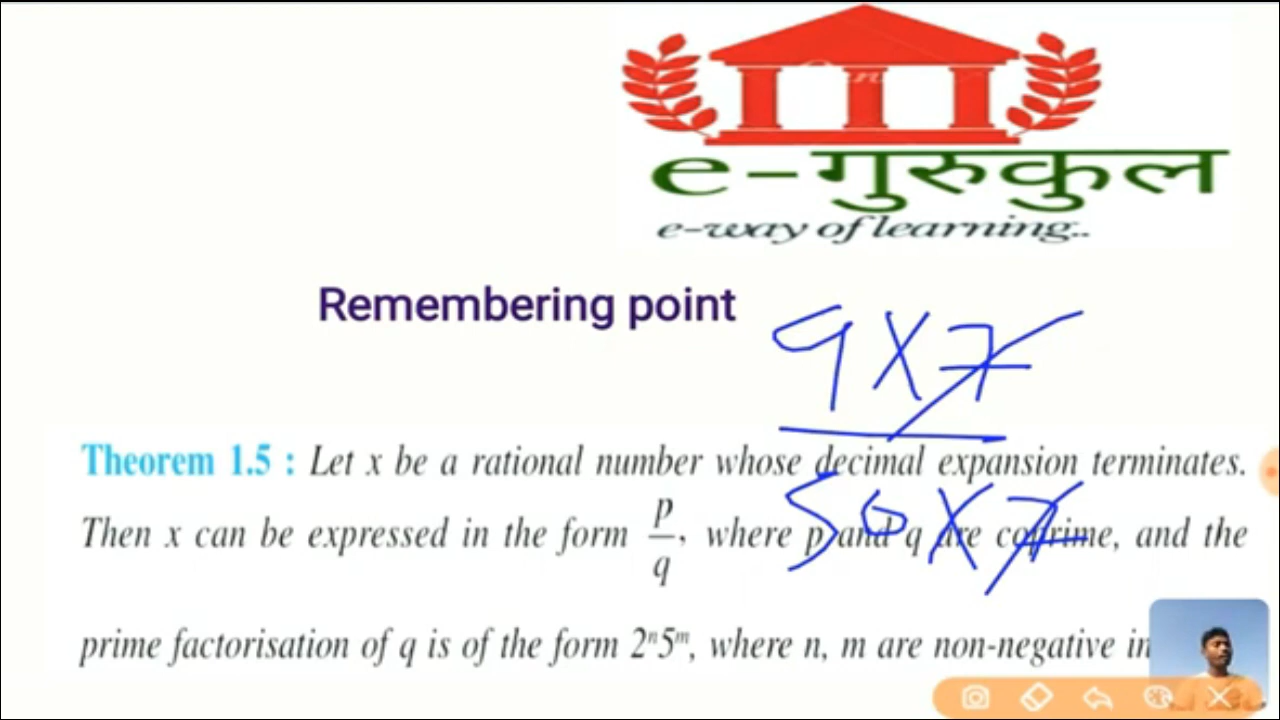 e-गुरुकुल
e-way of learning..
Remembering point
9 X 7
50 X 7
Theorem 1.5 : Let x be a rational number whose decimal expansion terminates.
Then x can be expressed in the form p/q, where p and q are coprime, and the
prime factorisation of q is of the form 2ⁿ5ᵐ, where n, m are non-negative in